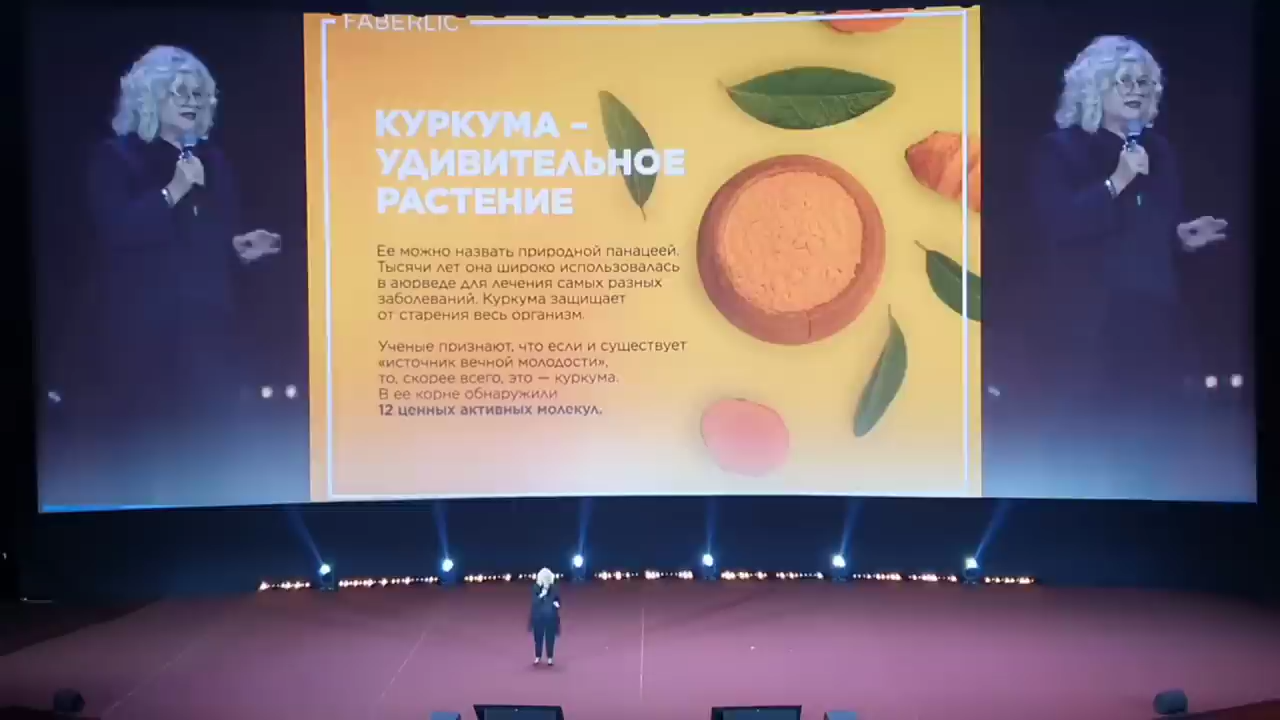 FABERLIC
КУРКУМА –
УДИВИТЕЛЬНОЕ
РАСТЕНИЕ
Ее можно назвать природной панацеей.
Тысячи лет она широко использовалась
в аюрведе для лечения самых разных
заболеваний. Куркума защищает
от старения весь организм.
Ученые признают, что если и существует
«источник вечной молодости»,
то, скорее всего, это — куркума.
В ее корне обнаружили
12 ценных активных молекул.